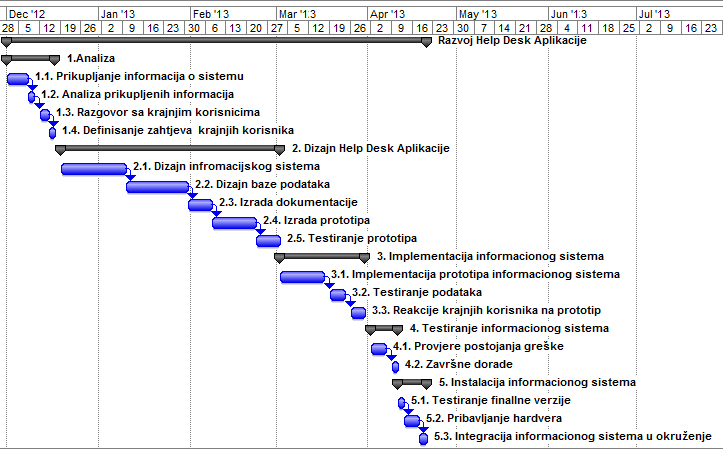 Dec '12 Jan '13 Feb '13 Mar '13 Apr '13 May '13 Jun '13 Jul '13
28 5 12 19 26 2 9 16 23 30 6 13 20 27 6 13 20 27 3 10 17 24 1 8 15 22 29 5 12 19 26 4 11 18 25 2 9 16 23
Razvoj Help Desk Aplikacije
1.Analiza
1.1. Prikupljanje informacija o sistemu
1.2. Analiza prikupljenih informacija
1.3. Razgovor sa krajnjim korisnicima
1.4. Definisanje zahtjeva krajnjih korisnika
2. Dizajn Help Desk Aplikacije
2.1. Dizajn infromacijskog sistema
2.2. Dizajn baze podataka
2.3. Izrada dokumentacije
2.4. Izrada prototipa
2.5. Testiranje prototipa
3. Implementacija informacionog sistema
3.1. Implementacija prototipa informacionog sistema
3.2. Testiranje podataka
3.3. Reakcije krajnjih korisnika na prototip
4. Testiranje informacionog sistema
4.1. Provjere postojanja greške
4.2. Završne dorade
5. Instalacija informacionog sistema
5.1. Testiranje finallne verzije
5.2. Pribavljanje hardvera
5.3. Integracija informacionog sistema u okruženje